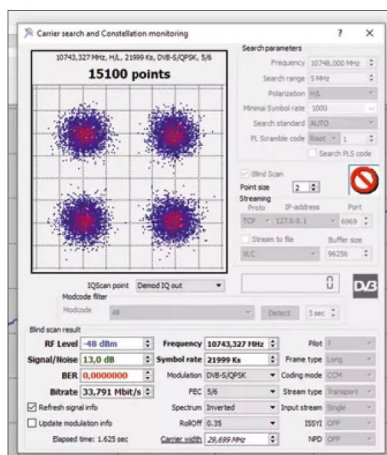 Carrier search and Constellation monitoring ? X
10743,327 MHz, H/L, 21999 Ks, DVB-S/QPSK, 5/6
15100 points
Search parameters
Frequency 10748,000 MHz
Search range 5 MHz
Polarization H/L
Minimal Symbol rate 1000
Search standard AUTO
PL Scramble code Root 1
Search PLS code
Blind Scan
Point size 2
Streaming
Proto IP-address Port
TCP 127.0.0.1 6969
Stream to file Buffer size
VLC 96256
IQScan point Demod IQ out
0 DVB
Modcode filter
Modcode All Detect 3 sec
Blind scan result
RF Level -48 dBm Frequency 10743,327 MHz Pilot ?
Signal/Noise 13,0 dB Symbol rate 21999 Ks Frame type Long
BER 0,0000000 Modulation DVB-S/QPSK Coding mode CCM
Bitrate 33,791 Mbit/s FEC 5/6 Stream type Transport
Refresh signal info Spectrum Inverted Input stream Single
Update modulation info RollOff 0.35 ISSYI OFF
Elapsed time: 1.625 sec Carrier width 29,699 MHz NPD OFF